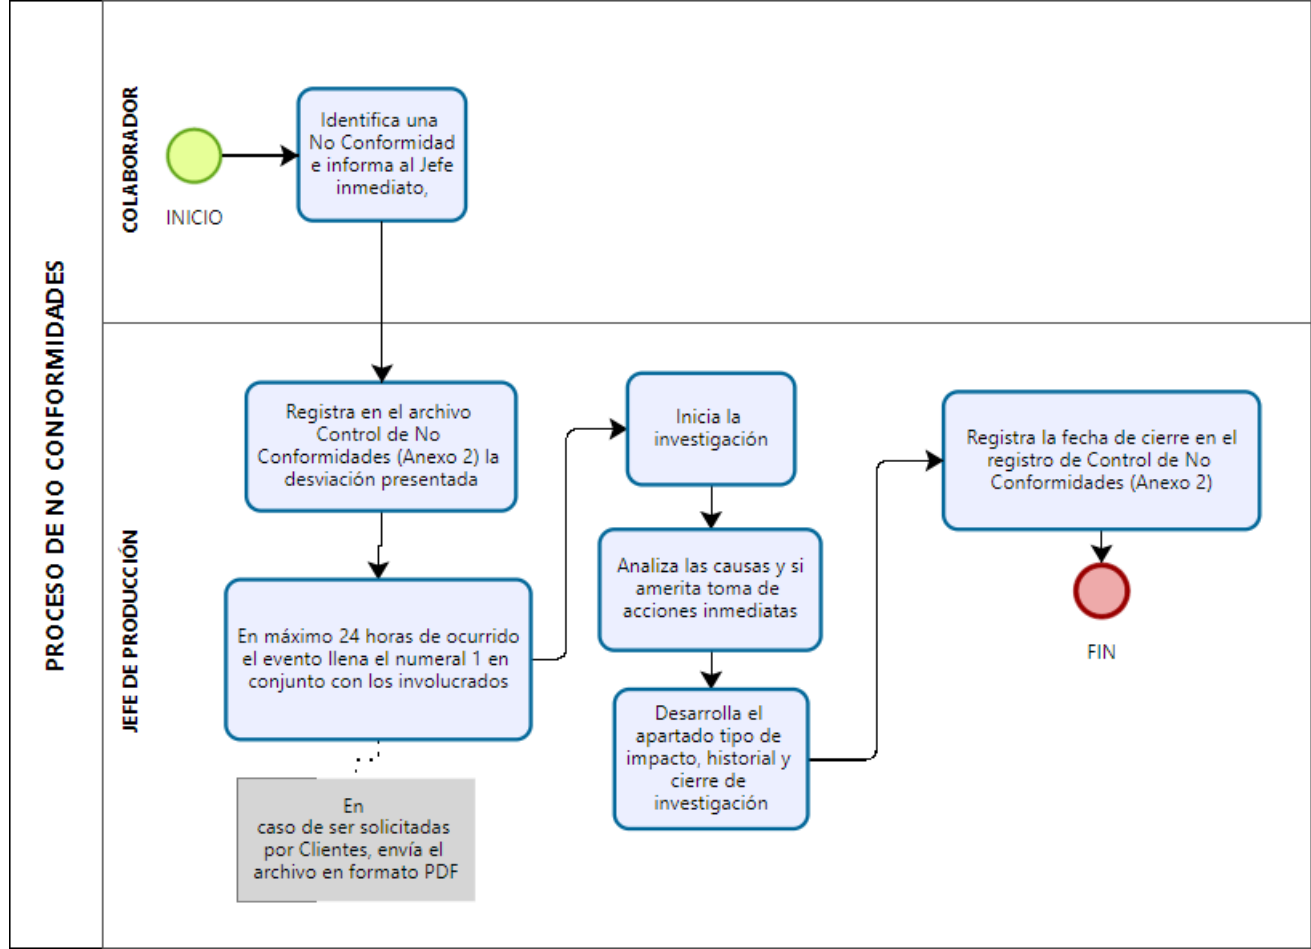 PROCESO DE NO CONFORMIDADES
COLABORADOR
INICIO
Identifica una
No Conformidad
e informa al Jefe
inmediato,
JEFE DE PRODUCCIÓN
Registra en el archivo
Control de No
Conformidades (Anexo 2) la
desviación presentada
En máximo 24 horas de ocurrido
el evento llena el numeral 1 en
conjunto con los involucrados
En
caso de ser solicitadas
por Clientes, envía el
archivo en formato PDF
Inicia la
investigación
Analiza las causas y si
amerita toma de
acciones inmediatas
Desarrolla el
apartado tipo de
impacto, historial y
cierre de
investigación
Registra la fecha de cierre en el
registro de Control de No
Conformidades (Anexo 2)
FIN